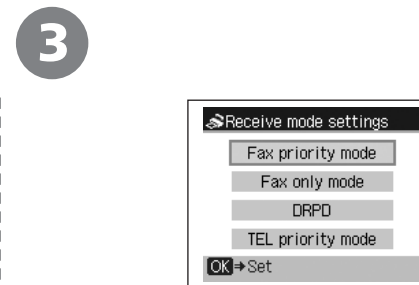 3
Receive mode settings
Fax priority mode
Fax only mode
DRPD
TEL priority mode
OK➔Set